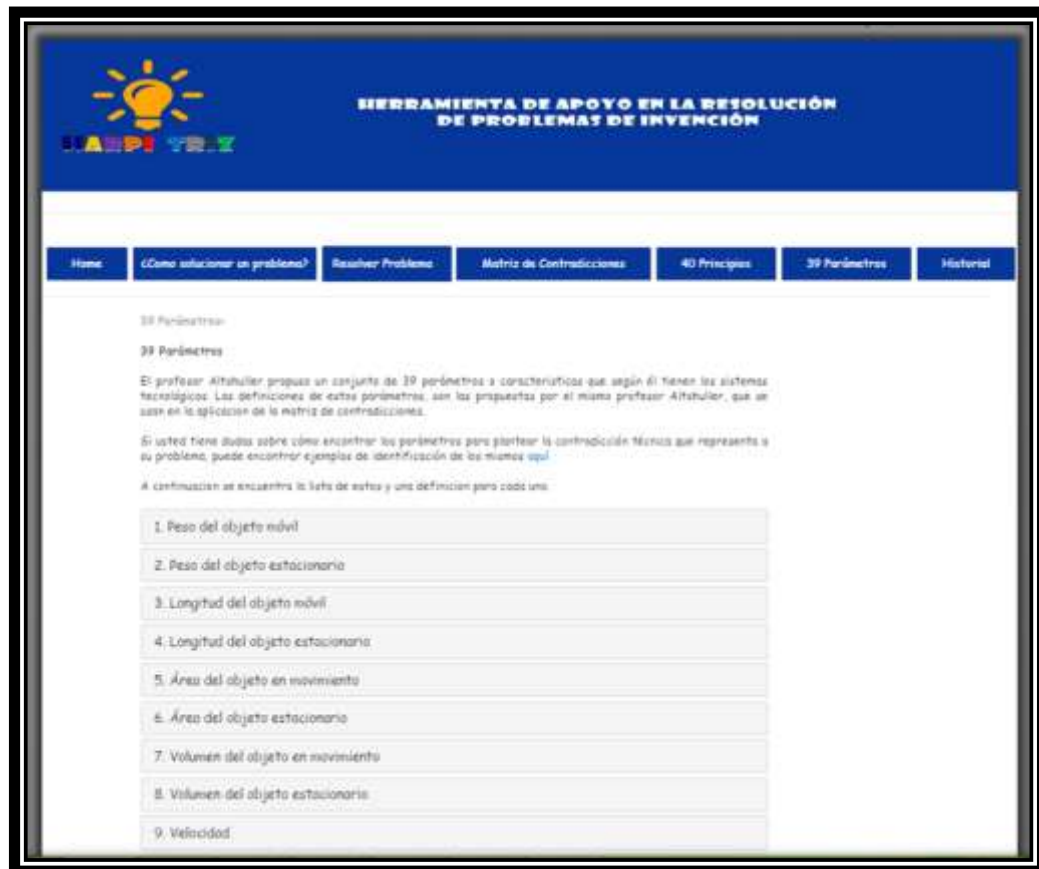 HERRAMIENTA DE APOYO EN LA RESOLUCIÓN
DE PROBLEMAS DE INVENCIÓN
HARPI TRIZ
Home
¿Como solucionar un problema?
Resolver Problema
Matriz de Contradicciones
40 Principios
39 Parámetros
Historial
39 Parámetros
39 Parámetros
El profesor Altshuller propuso un conjunto de 39 parámetros o características que según él tienen los sistemas
tecnológicos. Las definiciones de estos parámetros, son las propuestas por el mismo profesor Altshuller, que se
usan en la aplicacion de la matriz de contradicciones.
Si usted tiene dudas sobre cómo encontrar los parámetros para plantear la contradicción técnica que representa a
su problema, puede encontrar ejemplos de identificación de los mismos aquí
A continuacion se encuentra la lista de estos y una definicion para cada uno.
1. Peso del objeto móvil
2. Peso del objeto estacionario
3. Longitud del objeto móvil
4. Longitud del objeto estacionario
5. Área del objeto en movimiento
6. Área del objeto estacionario
7. Volumen del objeto en movimiento
8. Volumen del objeto estacionario
9. Velocidad